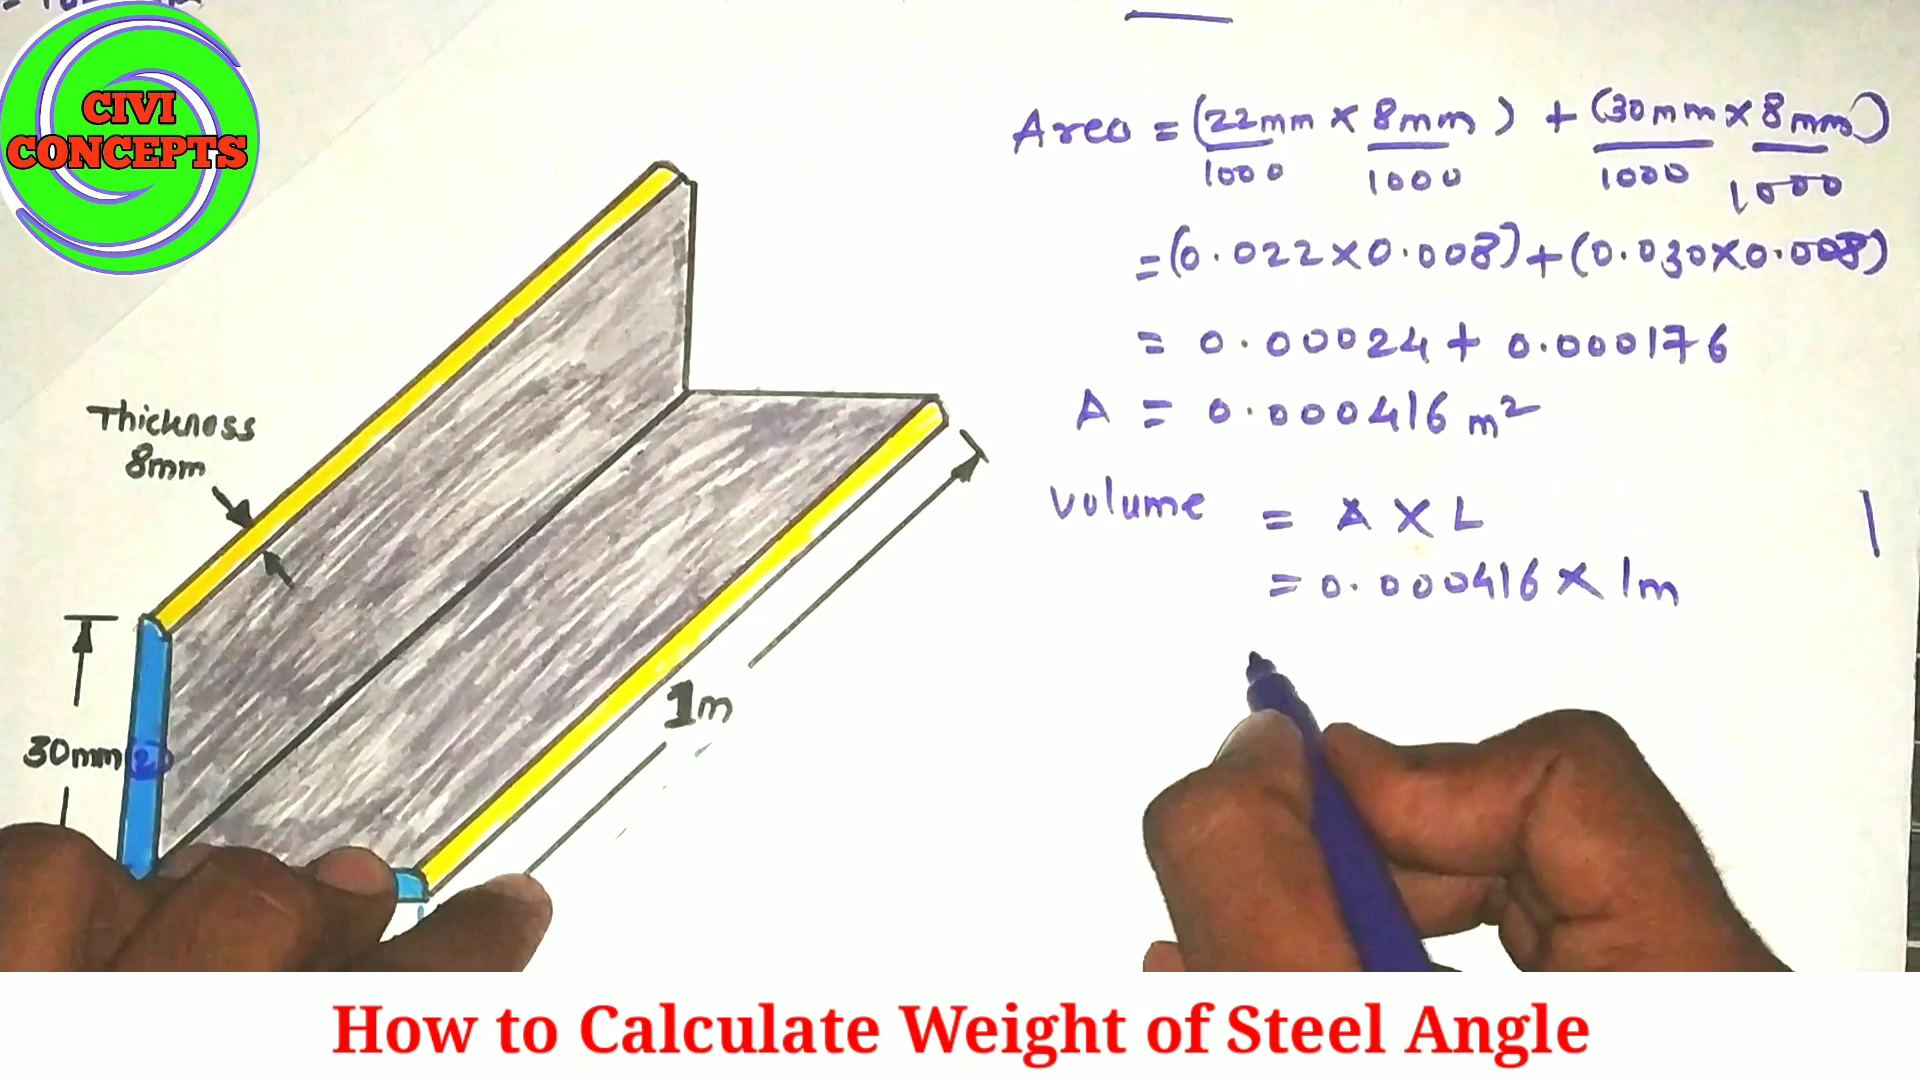 CIVI
CONCEPTS
Area = (22mm × 8mm) + (30mm × 8mm)
1000 1000 1000 1000
= (0.022×0.008) + (0.030×0.008)
= 0.00024 + 0.000176
A = 0.000416 m²
Volume = A × L
= 0.000416 × 1m
Thickness
8mm
1m
30mm 2
How to Calculate Weight of Steel Angle